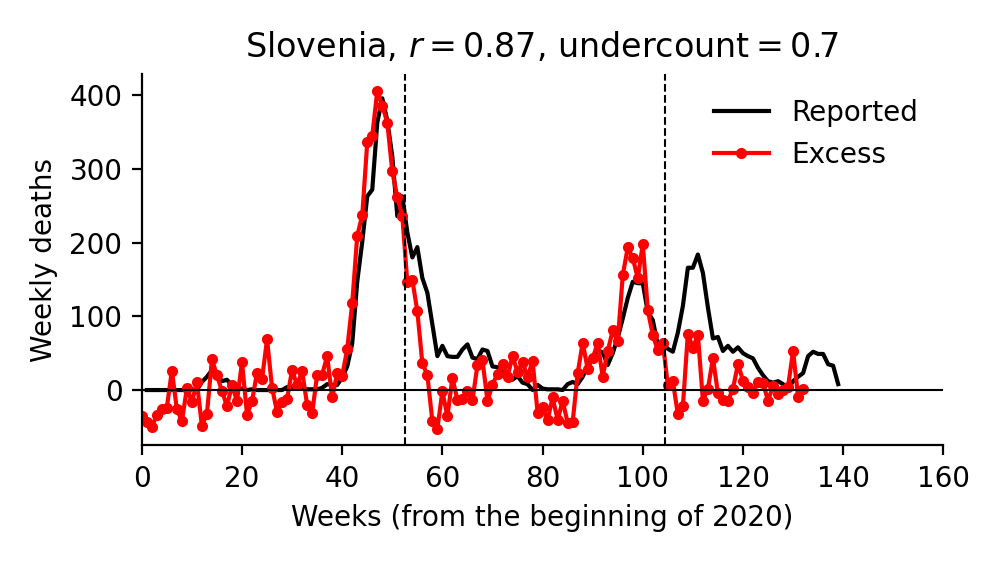 Slovenia, r = 0.87, undercount = 0.7
Reported
Excess
Weekly deaths
400
300
200
100
0
0 20 40 60 80 100 120 140 160
Weeks (from the beginning of 2020)